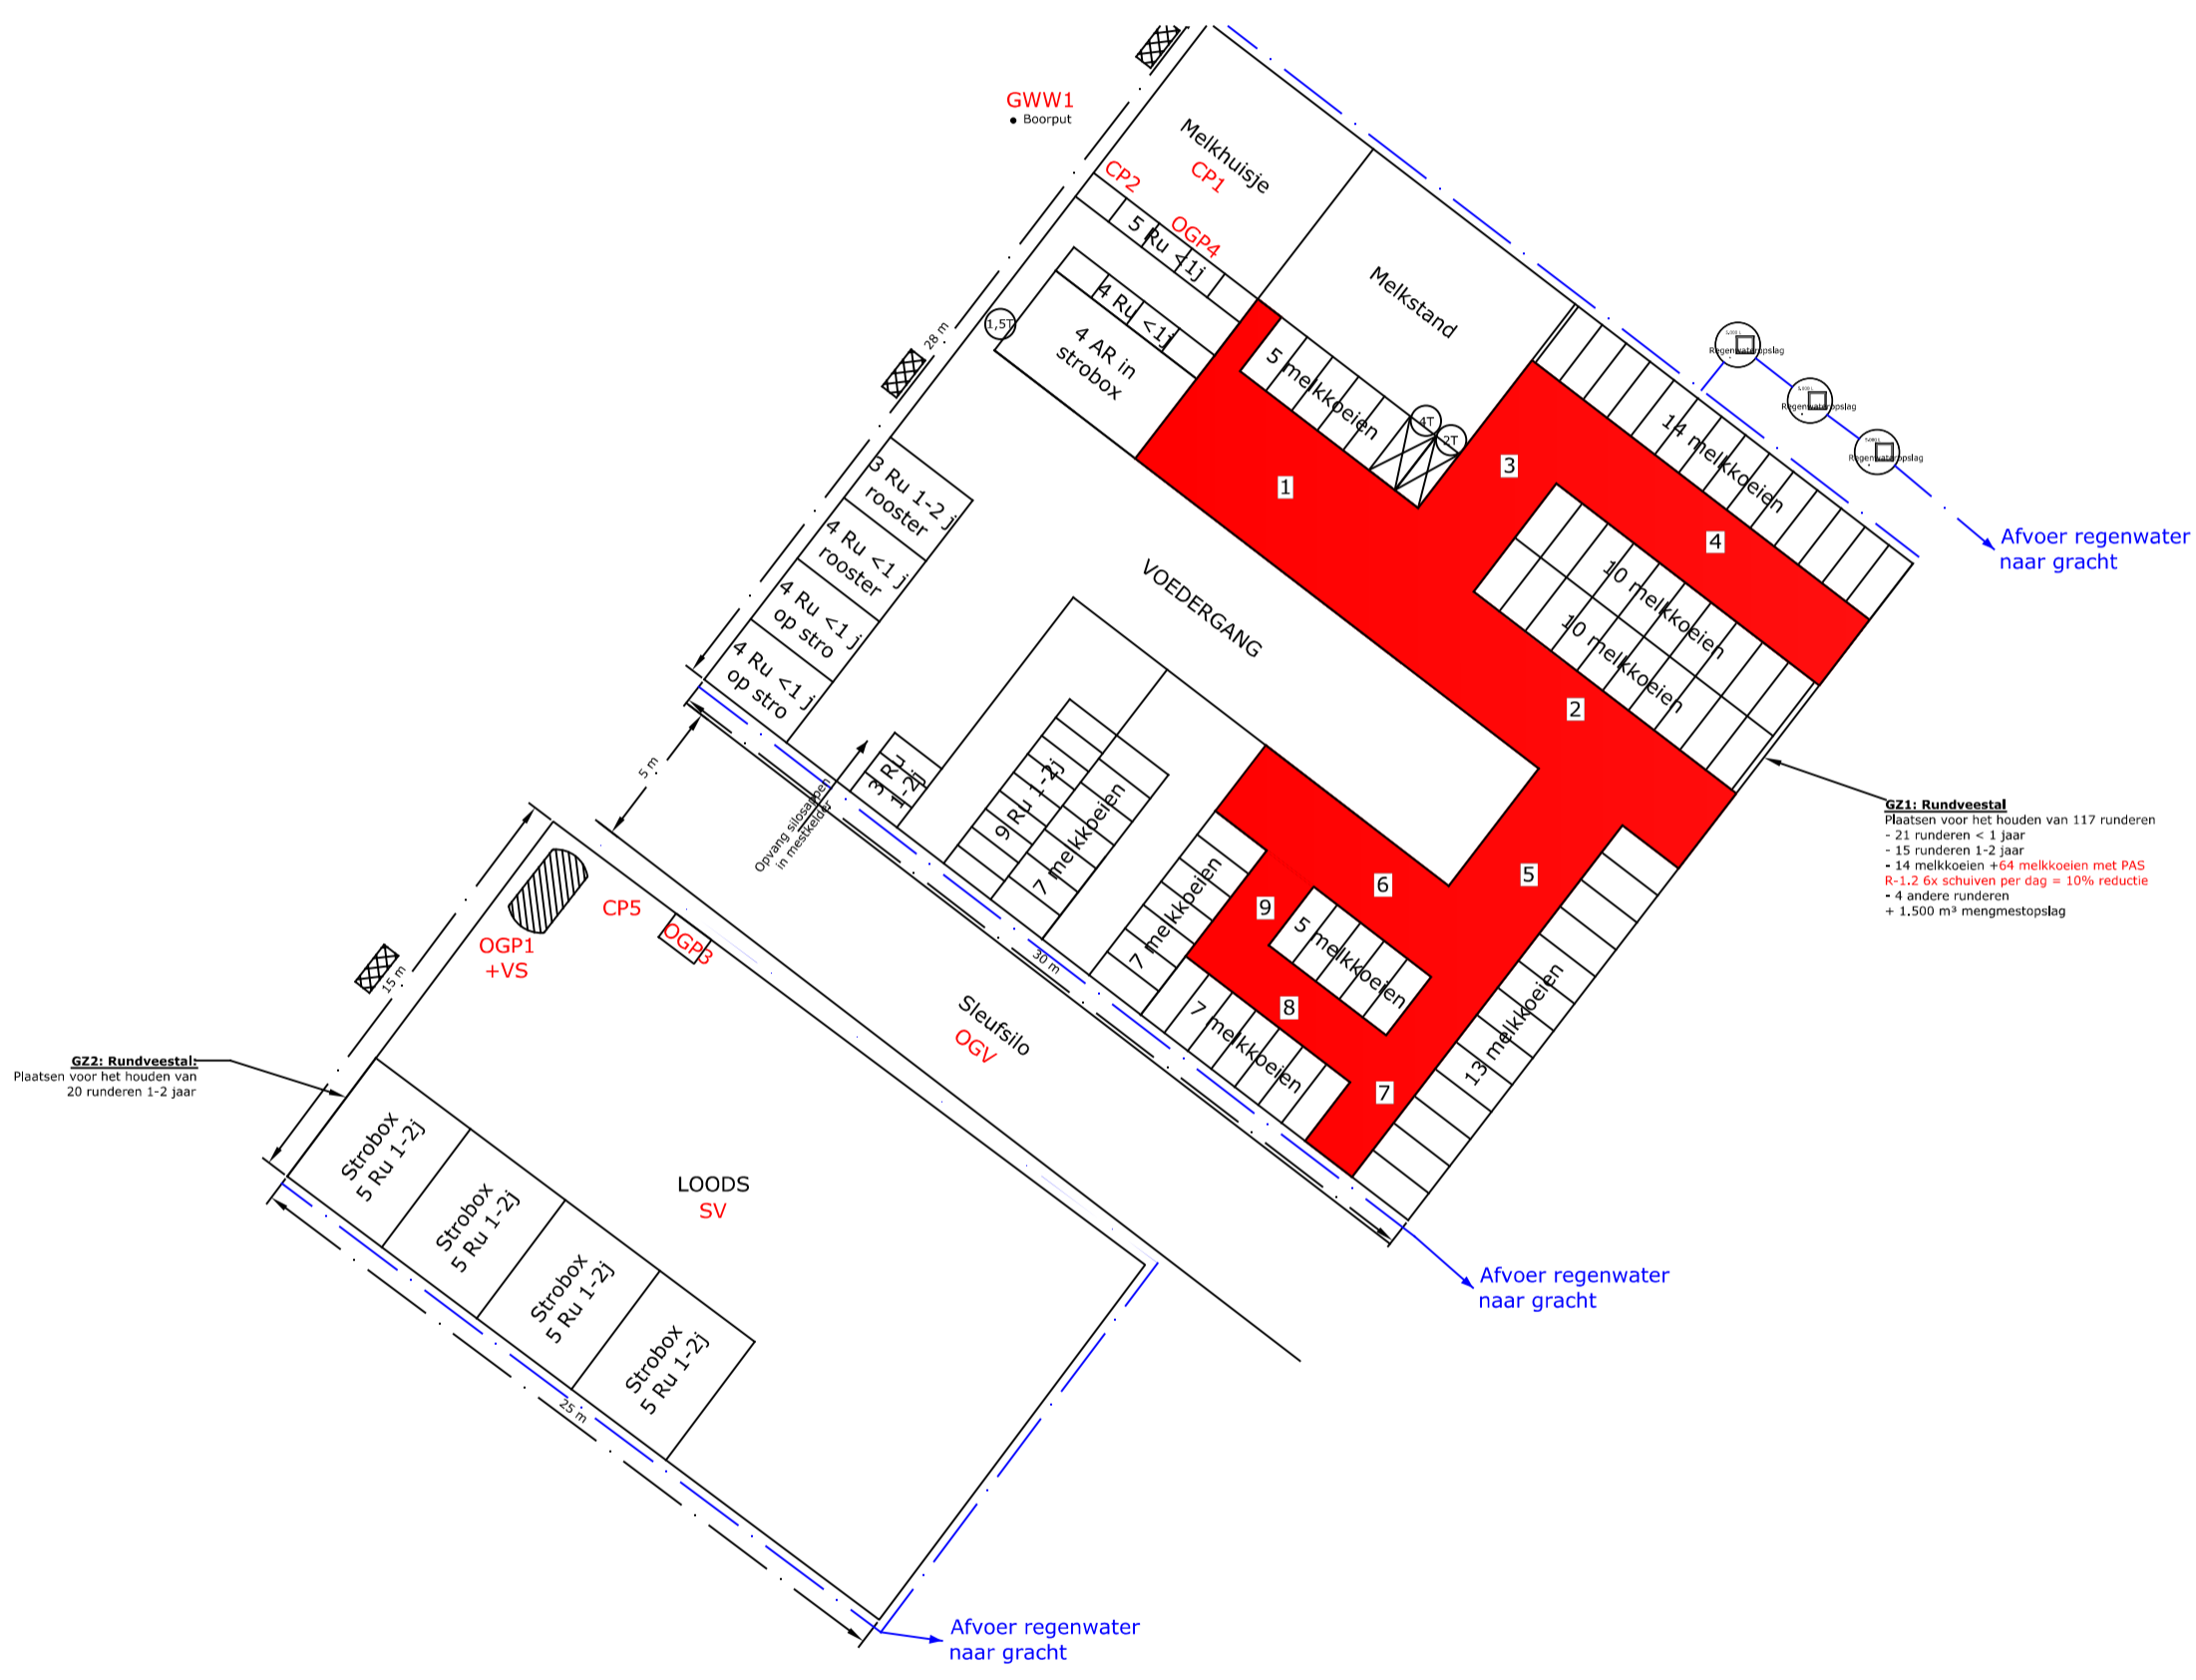 GWW1
Boorput
Melkhuisje
CP1
CP2
OGP4
5 Ru <1j
4 Ru <1j
4 AR in
strobox
1,5T
28 m
Melkstand
5 melkkoeien
4T
2T
14 melkkoeien
Regenwateropslag
Regenwateropslag
Regenwateropslag
Afvoer regenwater
naar gracht
1
3
4
10 melkkoeien
10 melkkoeien
2
3 Ru 1-2 j
rooster
4 Ru <1 j
rooster
4 Ru <1 j
op stro
4 Ru <1 j
op stro
VOEDERGANG
3 Ru
1-2j
9 Ru 1-2j
7 melkkoeien
7 melkkoeien
Opvang silosappen
in mestkelder
5 m
GZ1: Rundveestal
Plaatsen voor het houden van 117 runderen
- 21 runderen < 1 jaar
- 15 runderen 1-2 jaar
- 14 melkkoeien +64 melkkoeien met PAS
R-1.2 6x schuiven per dag = 10% reductie
- 4 andere runderen
+ 1.500 m³ mengmestopslag
5
6
9
5 melkkoeien
8
7 melkkoeien
7
13 melkkoeien
30 m
OGP1
+VS
CP5
OGP3
15 m
Sleufsilo
OGV
GZ2: Rundveestal:
Plaatsen voor het houden van
20 runderen 1-2 jaar
Strobox
5 Ru 1-2j
Strobox
5 Ru 1-2j
Strobox
5 Ru 1-2j
Strobox
5 Ru 1-2j
LOODS
SV
25 m
Afvoer regenwater
naar gracht
Afvoer regenwater
naar gracht